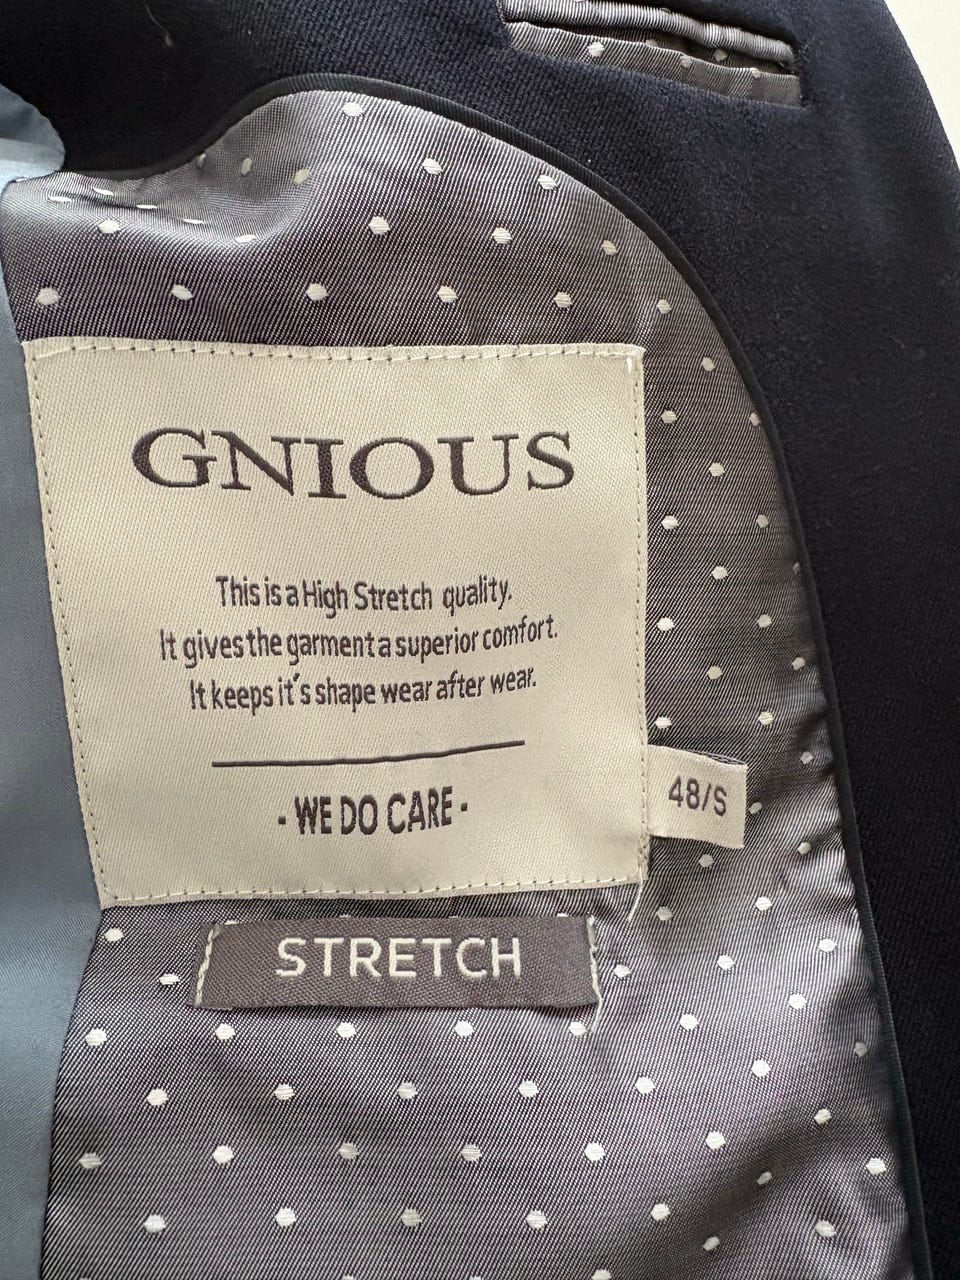 GNIOUS
This is a High Stretch quality.
It gives the garment a superior comfort.
It keeps it´s shape wear after wear.
- WE DO CARE -
48/S
STRETCH